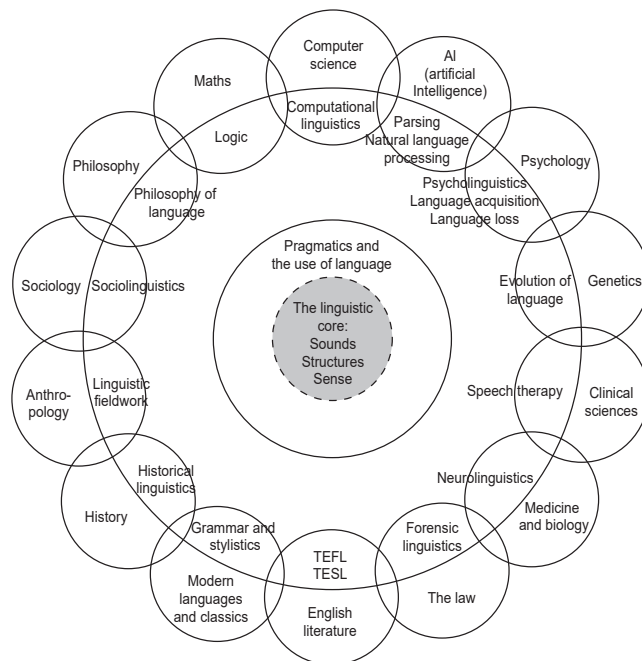 Computer
science
AI
(artificial
Intelligence)
Maths
Computational
linguistics
Parsing
Natural language
processing
Logic
Psychology
Philosophy
Philosophy of
language
Psycholinguistics
Language acquisition
Language loss
Pragmatics and
the use of language
Sociology
Sociolinguistics
Evolution of
language
Genetics
The linguistic
core:
Sounds
Structures
Sense
Anthro-
pology
Linguistic
fieldwork
Speech therapy
Clinical
sciences
Historical
linguistics
Neurolinguistics
History
Medicine
and biology
Grammar and
stylistics
Forensic
linguistics
TEFL
TESL
Modern
languages
and classics
English
literature
The law